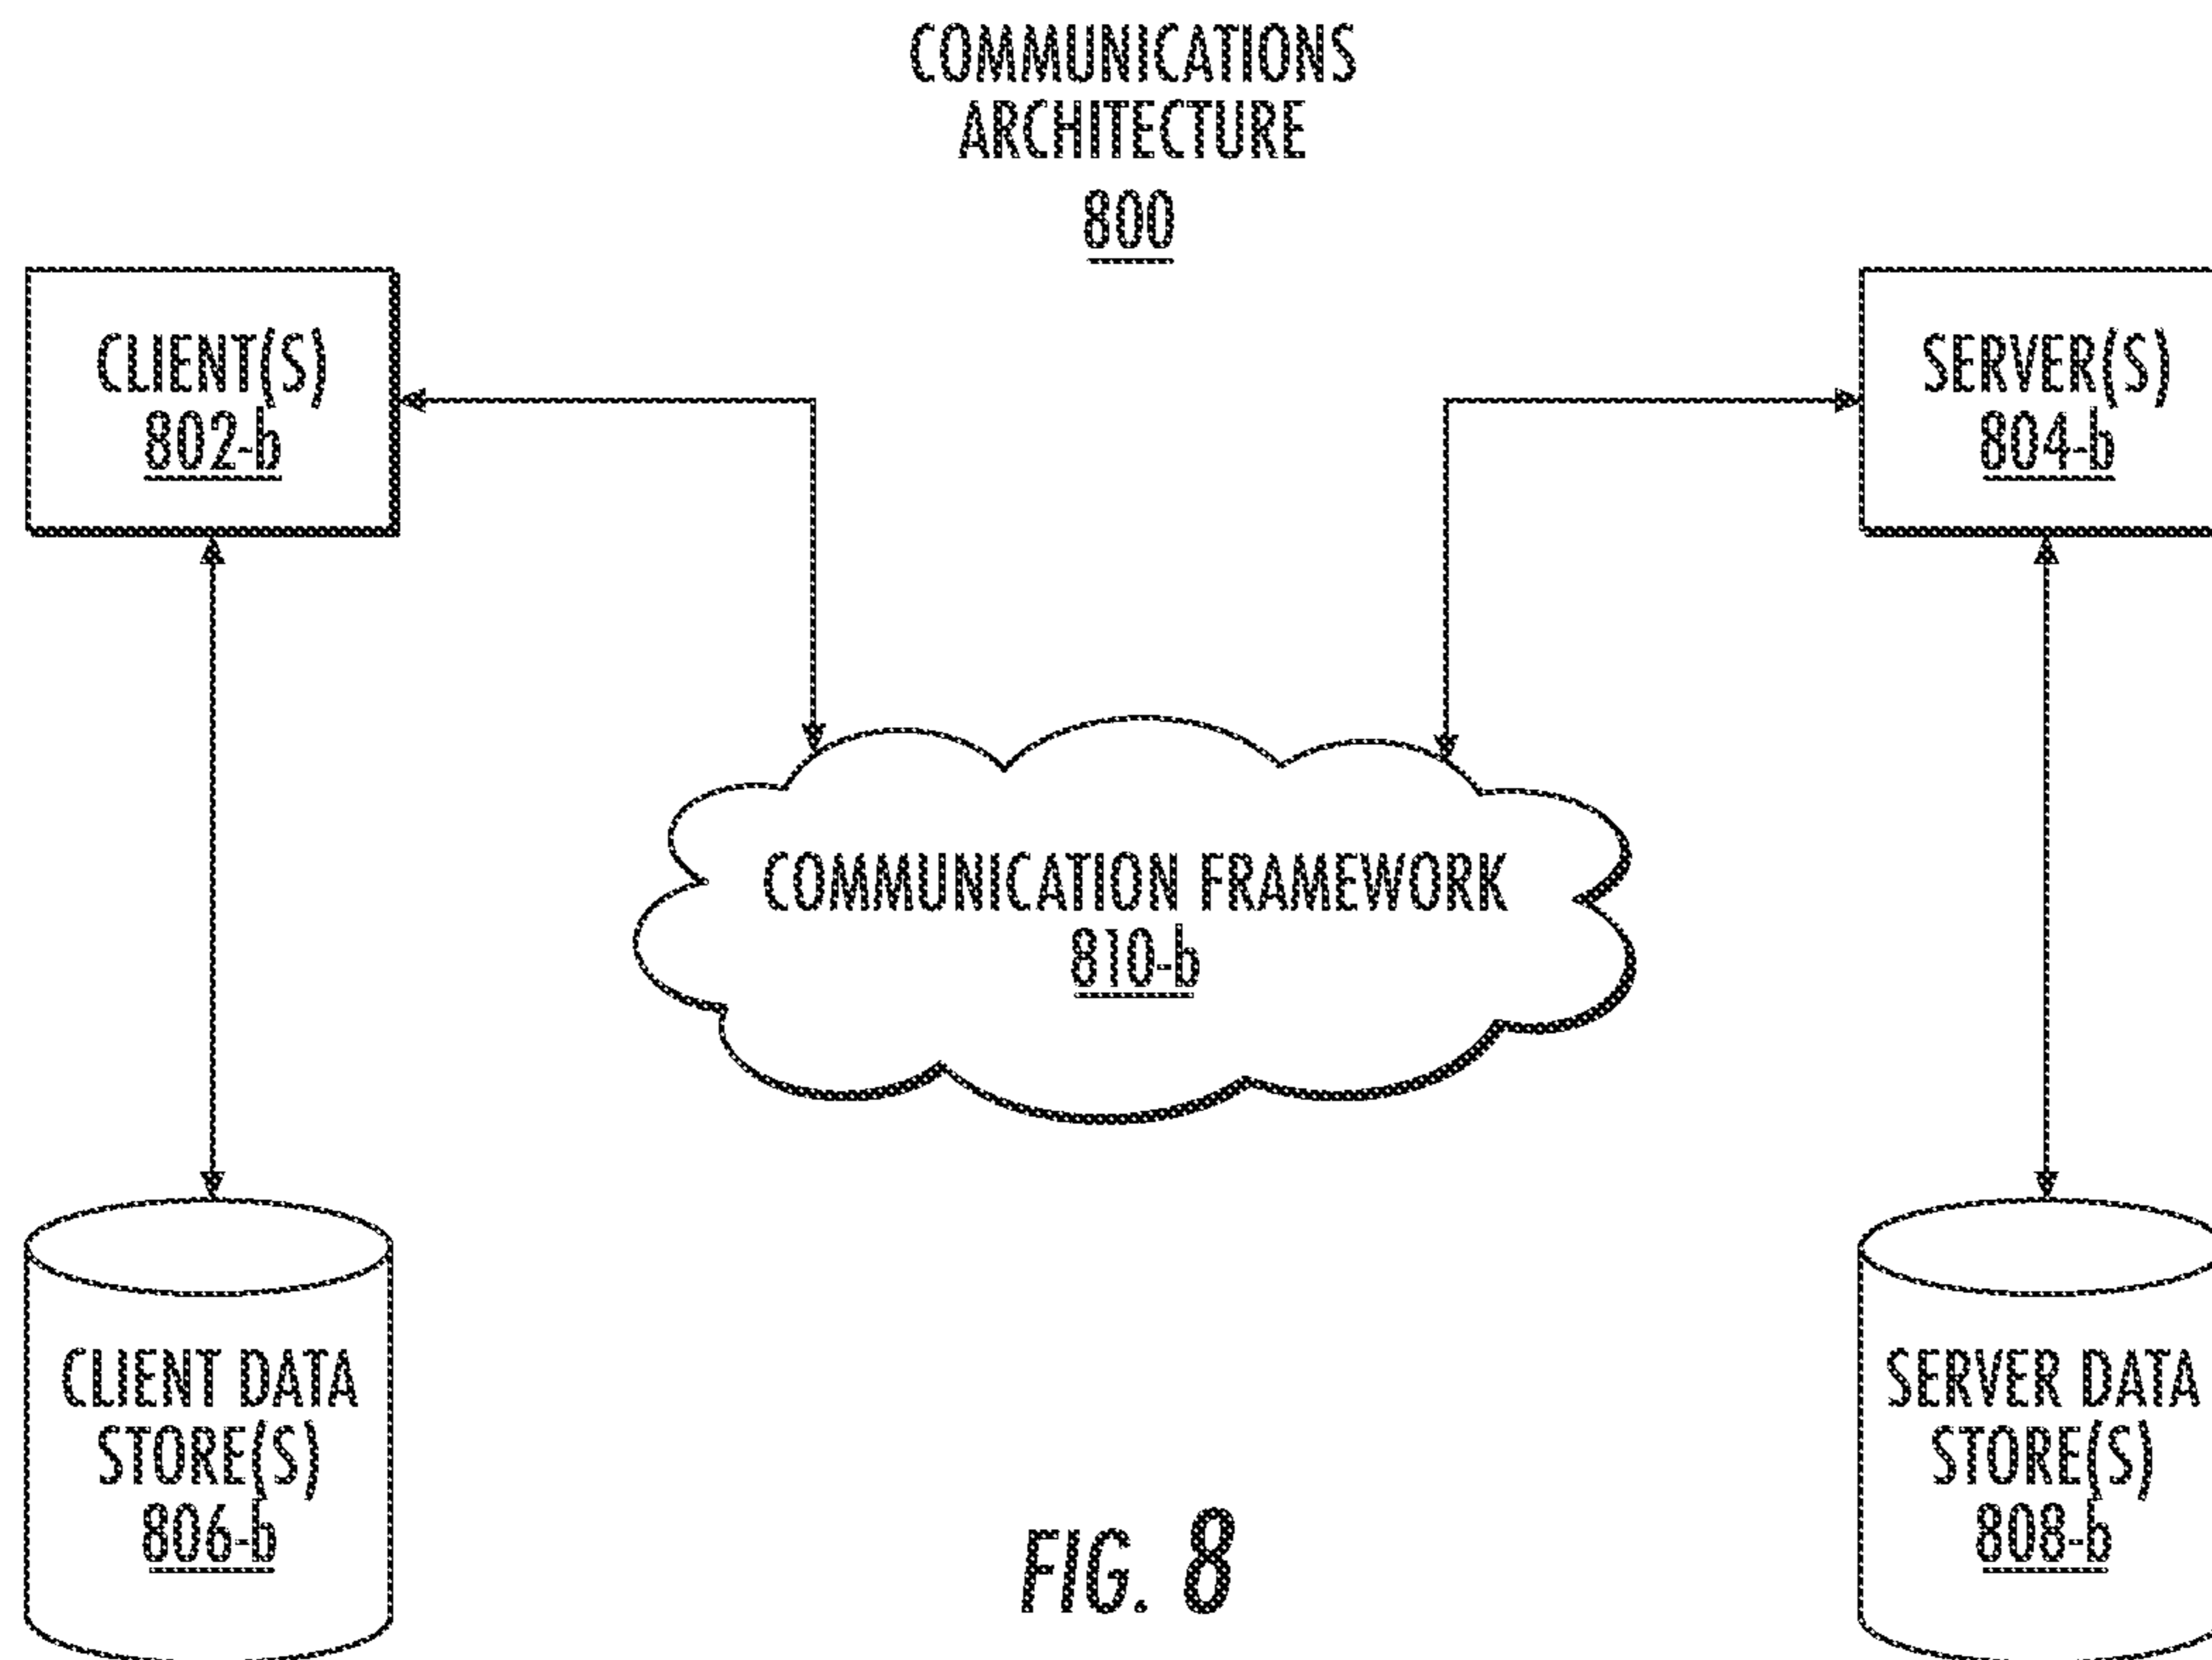 COMMUNICATIONS
ARCHITECTURE
800
CLIENT(S)
802-b
SERVER(S)
804-b
COMMUNICATION FRAMEWORK
810-b
CLIENT DATA
STORE(S)
806-b
SERVER DATA
STORE(S)
808-b
FIG. 8